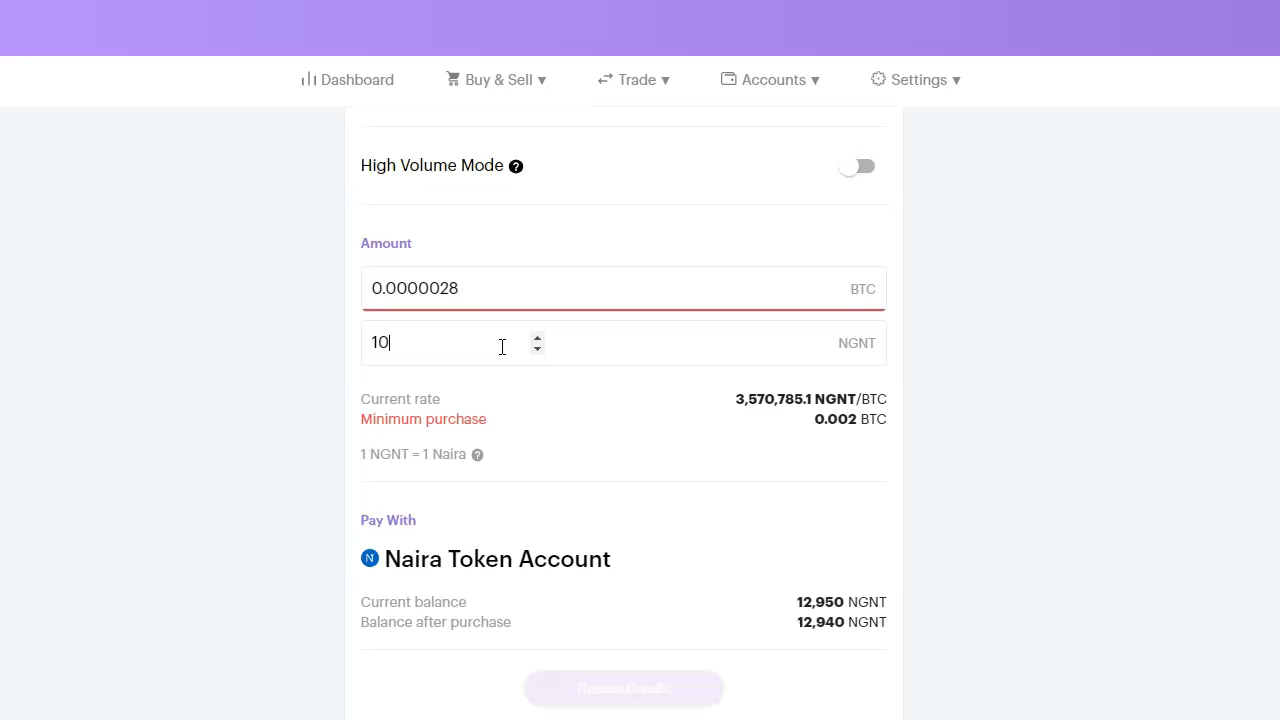 Dashboard Buy & Sell ▼ Trade ▼ Accounts ▼ Settings ▼
High Volume Mode ?
Amount
0.0000028 BTC
10 NGNT
Current rate 3,570,785.1 NGNT/BTC
Minimum purchase 0.002 BTC
1 NGNT = 1 Naira ?
Pay With
N Naira Token Account
Current balance 12,950 NGNT
Balance after purchase 12,940 NGNT
Review Details